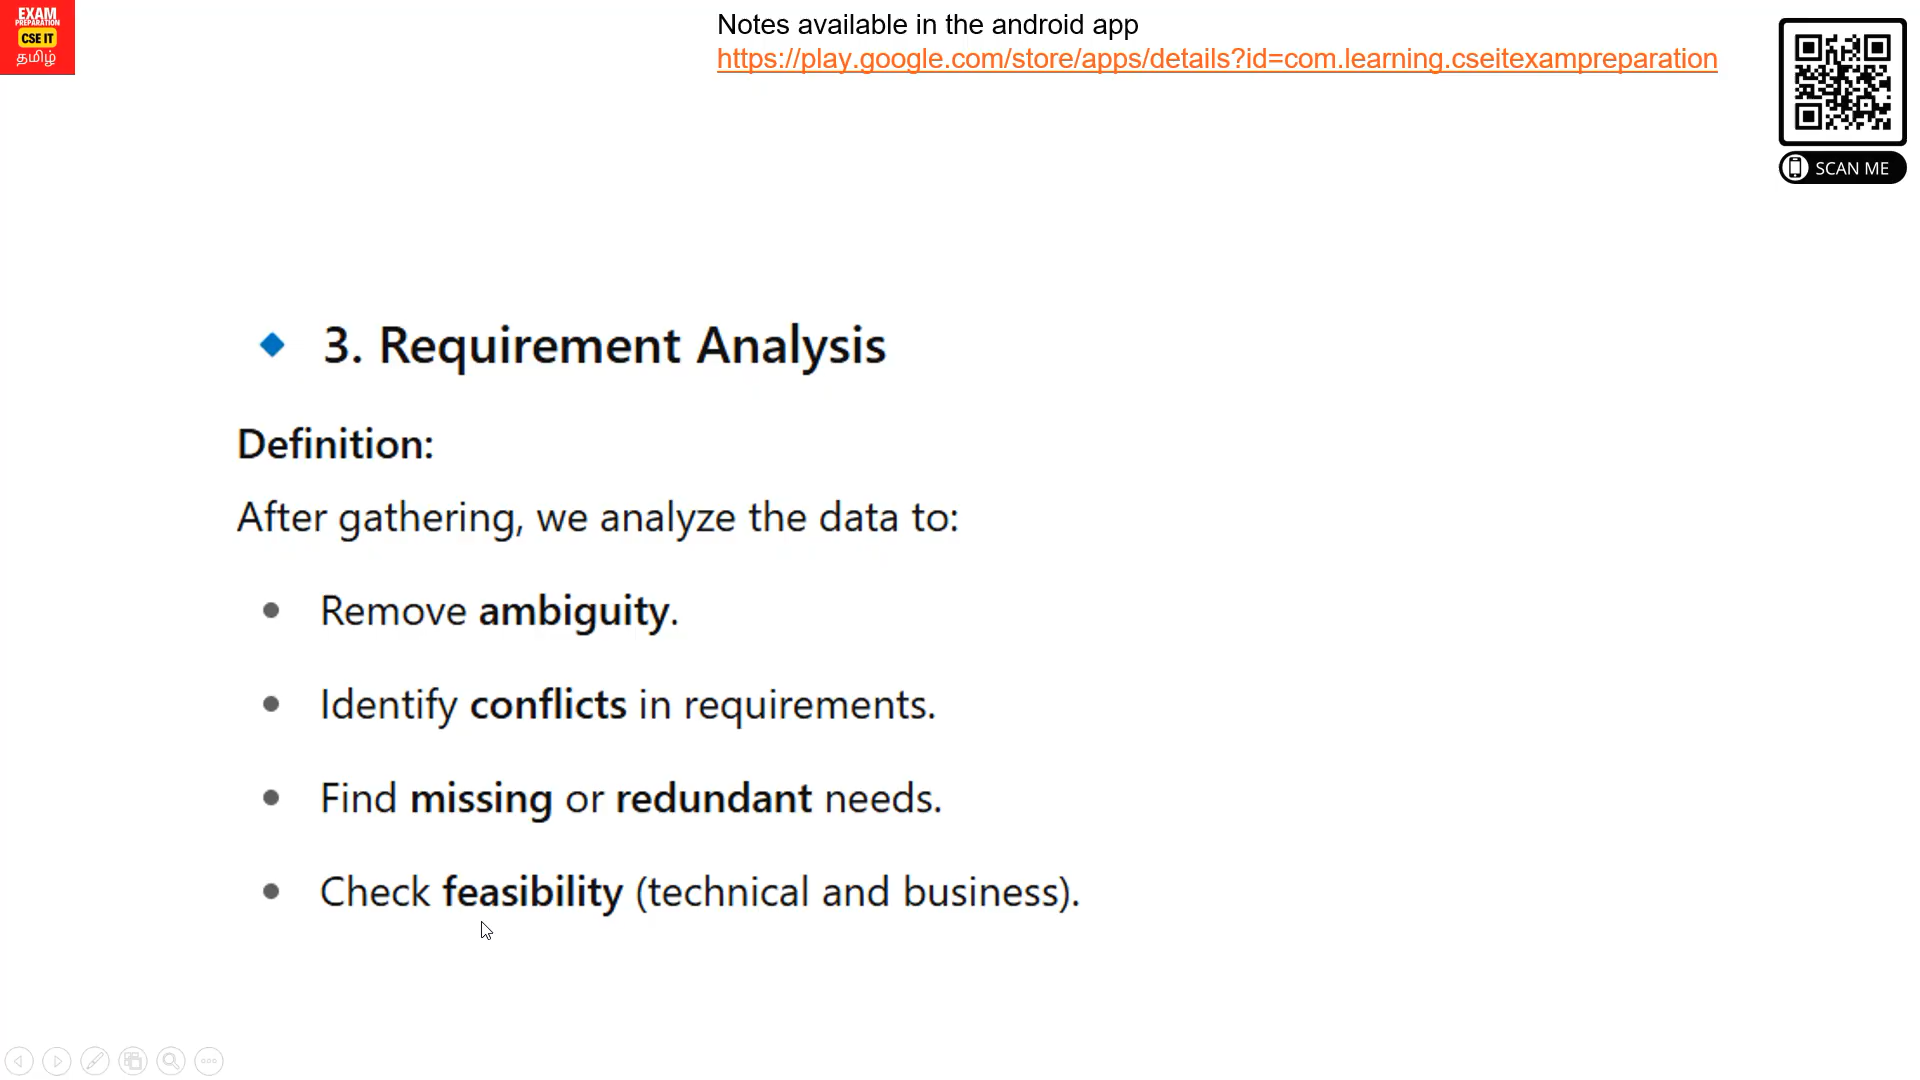 EXAM
PREPARATION
CSE IT
தமிழ்
Notes available in the android app
https://play.google.com/store/apps/details?id=com.learning.cseitexampreparation
SCAN ME
3. Requirement Analysis
Definition:
After gathering, we analyze the data to:
Remove ambiguity.
Identify conflicts in requirements.
Find missing or redundant needs.
Check feasibility (technical and business).